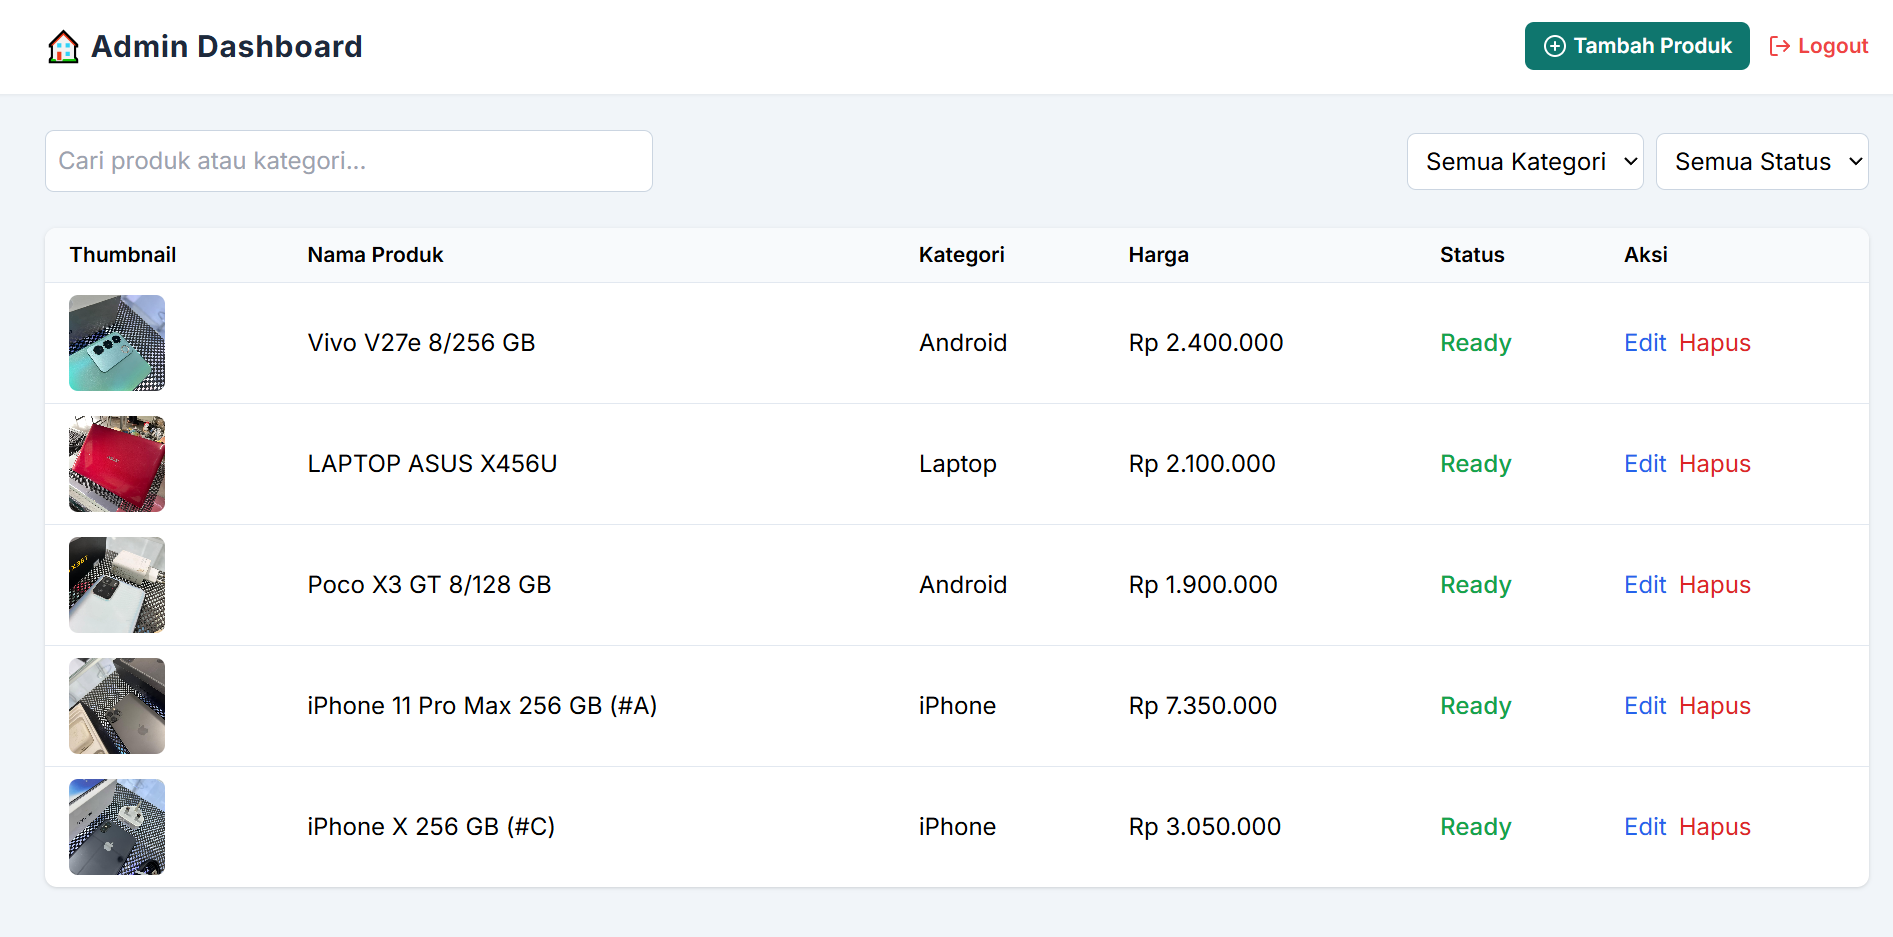 Admin Dashboard
Tambah Produk
Logout
Cari produk atau kategori...
Semua Kategori
Semua Status
Thumbnail Nama Produk Kategori Harga Status Aksi
Vivo V27e 8/256 GB Android Rp 2.400.000 Ready Edit Hapus
LAPTOP ASUS X456U Laptop Rp 2.100.000 Ready Edit Hapus
Poco X3 GT 8/128 GB Android Rp 1.900.000 Ready Edit Hapus
iPhone 11 Pro Max 256 GB (#A) iPhone Rp 7.350.000 Ready Edit Hapus
iPhone X 256 GB (#C) iPhone Rp 3.050.000 Ready Edit Hapus